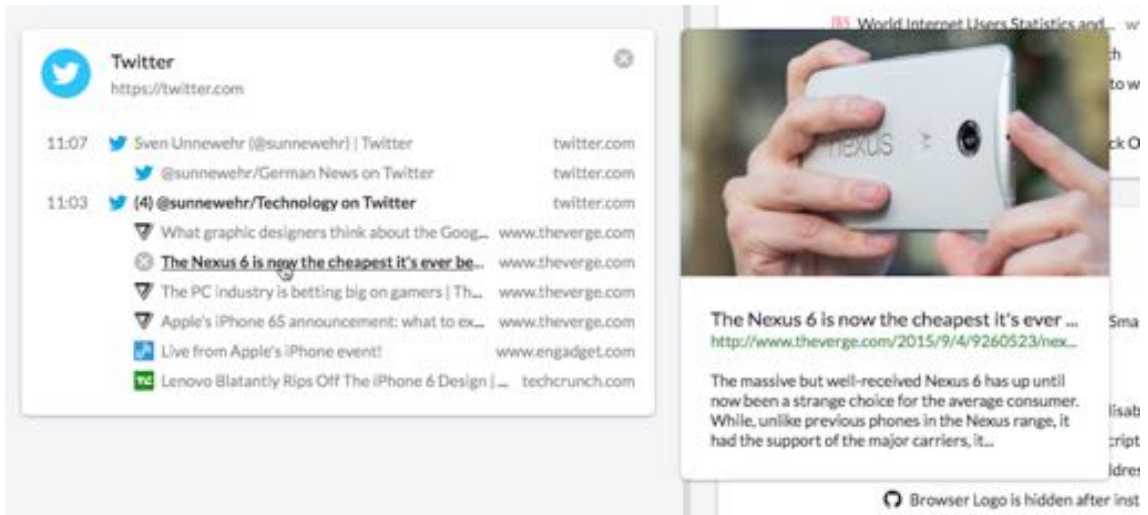 Twitter
https://twitter.com
11:07 Sven Unnewehr (@sunnewehr) | Twitter twitter.com
@sunnewehr/German News on Twitter twitter.com
11:03 (4) @sunnewehr/Technology on Twitter twitter.com
What graphic designers think about the Goog... www.theverge.com
The Nexus 6 is now the cheapest it's ever be... www.theverge.com
The PC industry is betting big on gamers | Th... www.theverge.com
Apple's iPhone 6S announcement: what to ex... www.theverge.com
Live from Apple's iPhone event! www.engadget.com
Lenovo Blatantly Rips Off The iPhone 6 Design | ... techcrunch.com
World Internet Users Statistics and... w
to w
ck O
nexus
The Nexus 6 is now the cheapest it's ever ...
http://www.theverge.com/2015/9/4/9260523/nex...
The massive but well-received Nexus 6 has up until
now been a strange choice for the average consumer.
While, unlike previous phones in the Nexus range, it
had the support of the major carriers, it...
Sma
lisab
cript
ddres
Browser Logo is hidden after inst